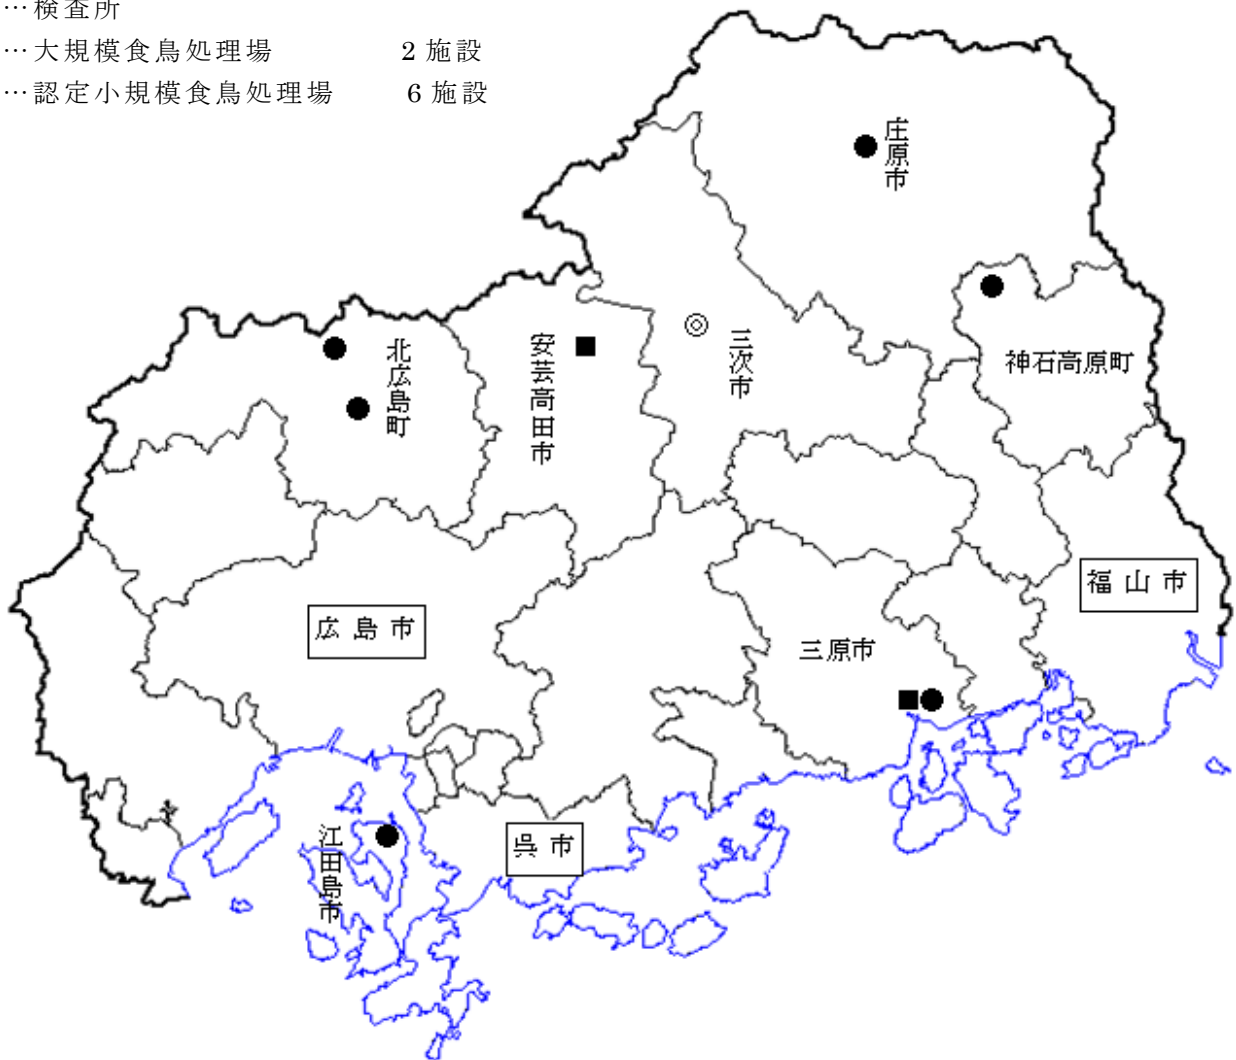 …検査所
…大規模食鳥処理場 2 施設
…認定小規模食鳥処理場 6 施設
庄原市
三次市
神石高原町
北広島町
安芸高田市
福山市
広島市
三原市
呉市
江田島市